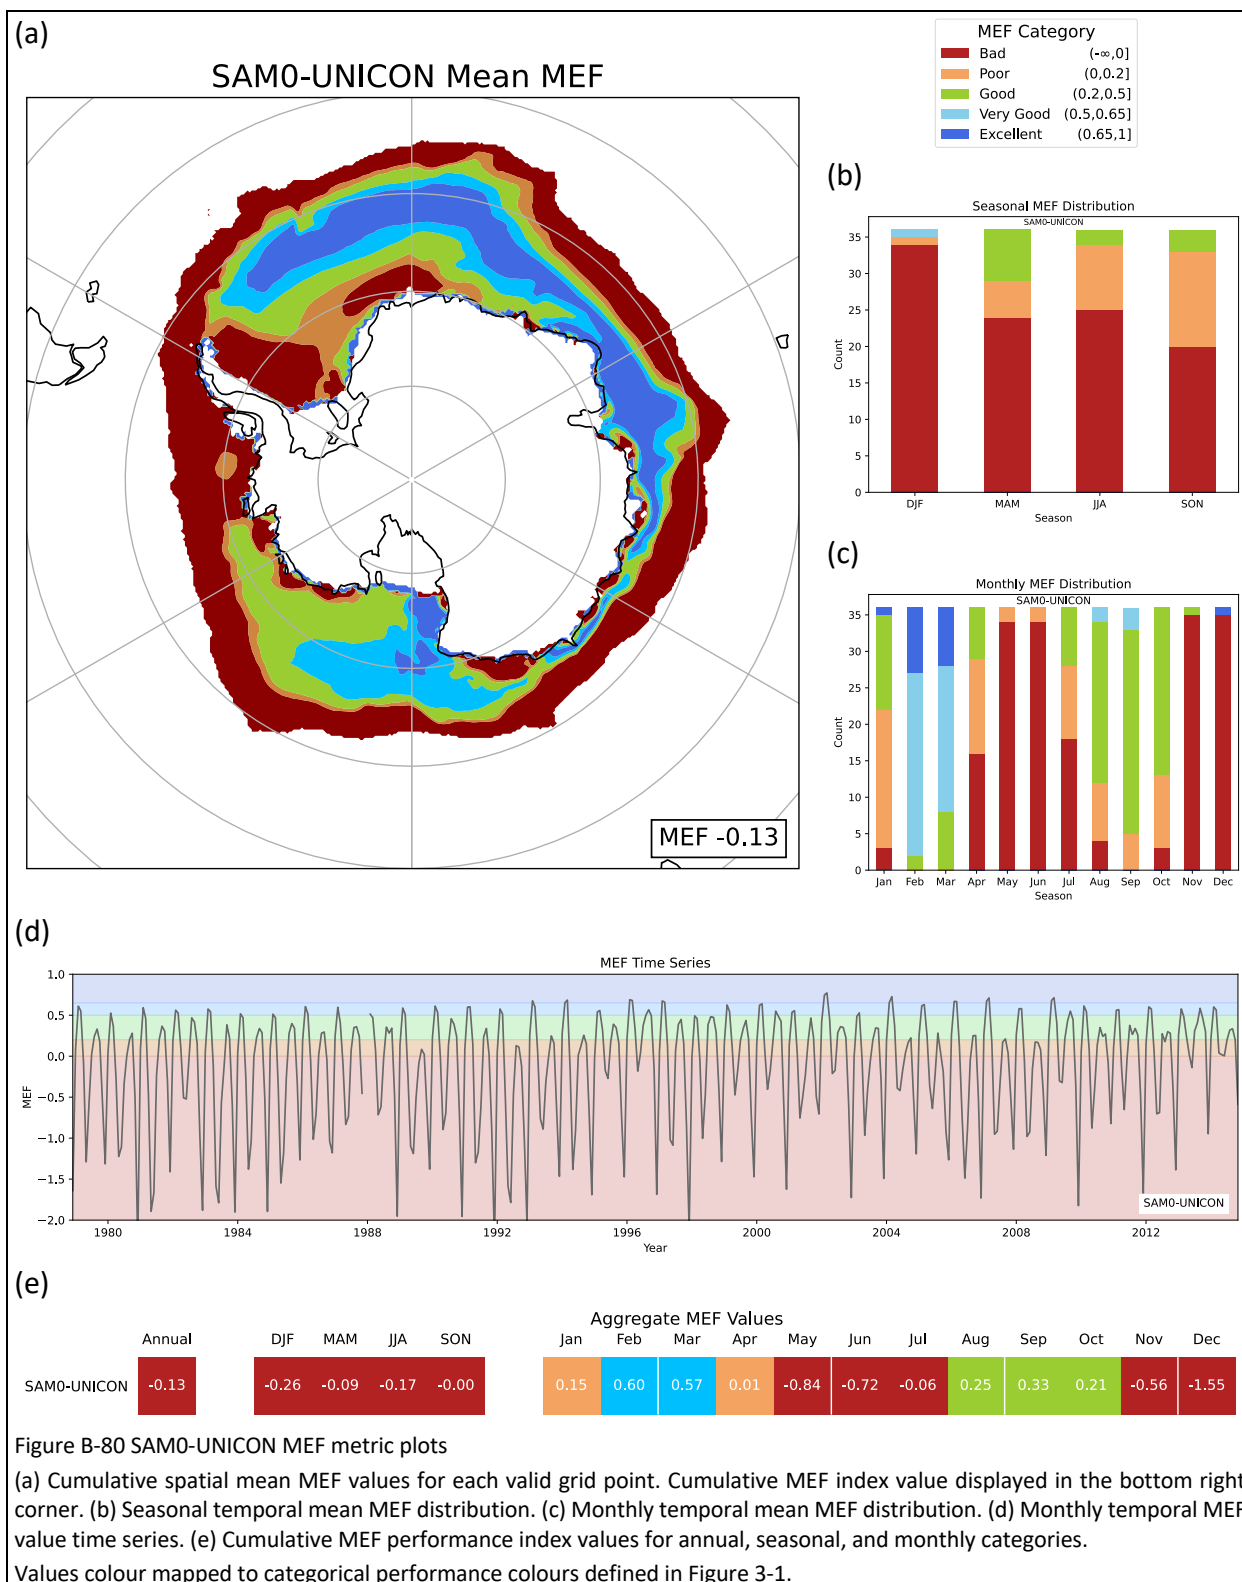 (a)
SAM0-UNICON Mean MEF
MEF -0.13
MEF Category
Bad (-∞,0]
Poor (0,0.2]
Good (0.2,0.5]
Very Good (0.5,0.65]
Excellent (0.65,1]
(b)
Seasonal MEF Distribution
SAM0-UNICON
Count
35
30
25
20
15
10
5
0
DJF MAM JJA SON
Season
(c)
Monthly MEF Distribution
SAM0-UNICON
Count
35
30
25
20
15
10
5
0
Jan Feb Mar Apr May Jun Jul Aug Sep Oct Nov Dec
Season
(d)
MEF Time Series
MEF
1.0
0.5
0.0
−0.5
−1.0
−1.5
−2.0
SAM0-UNICON
1980 1984 1988 1992 1996 2000 2004 2008 2012
Year
(e)
Aggregate MEF Values
Annual DJF MAM JJA SON Jan Feb Mar Apr May Jun Jul Aug Sep Oct Nov Dec
SAM0-UNICON -0.13 -0.26 -0.09 -0.17 -0.00 0.15 0.60 0.57 0.01 -0.84 -0.72 -0.06 0.25 0.33 0.21 -0.56 -1.55
Figure B-80 SAM0-UNICON MEF metric plots
(a) Cumulative spatial mean MEF values for each valid grid point. Cumulative MEF index value displayed in the bottom right
corner. (b) Seasonal temporal mean MEF distribution. (c) Monthly temporal mean MEF distribution. (d) Monthly temporal MEF
value time series. (e) Cumulative MEF performance index values for annual, seasonal, and monthly categories.
Values colour mapped to categorical performance colours defined in Figure 3-1.